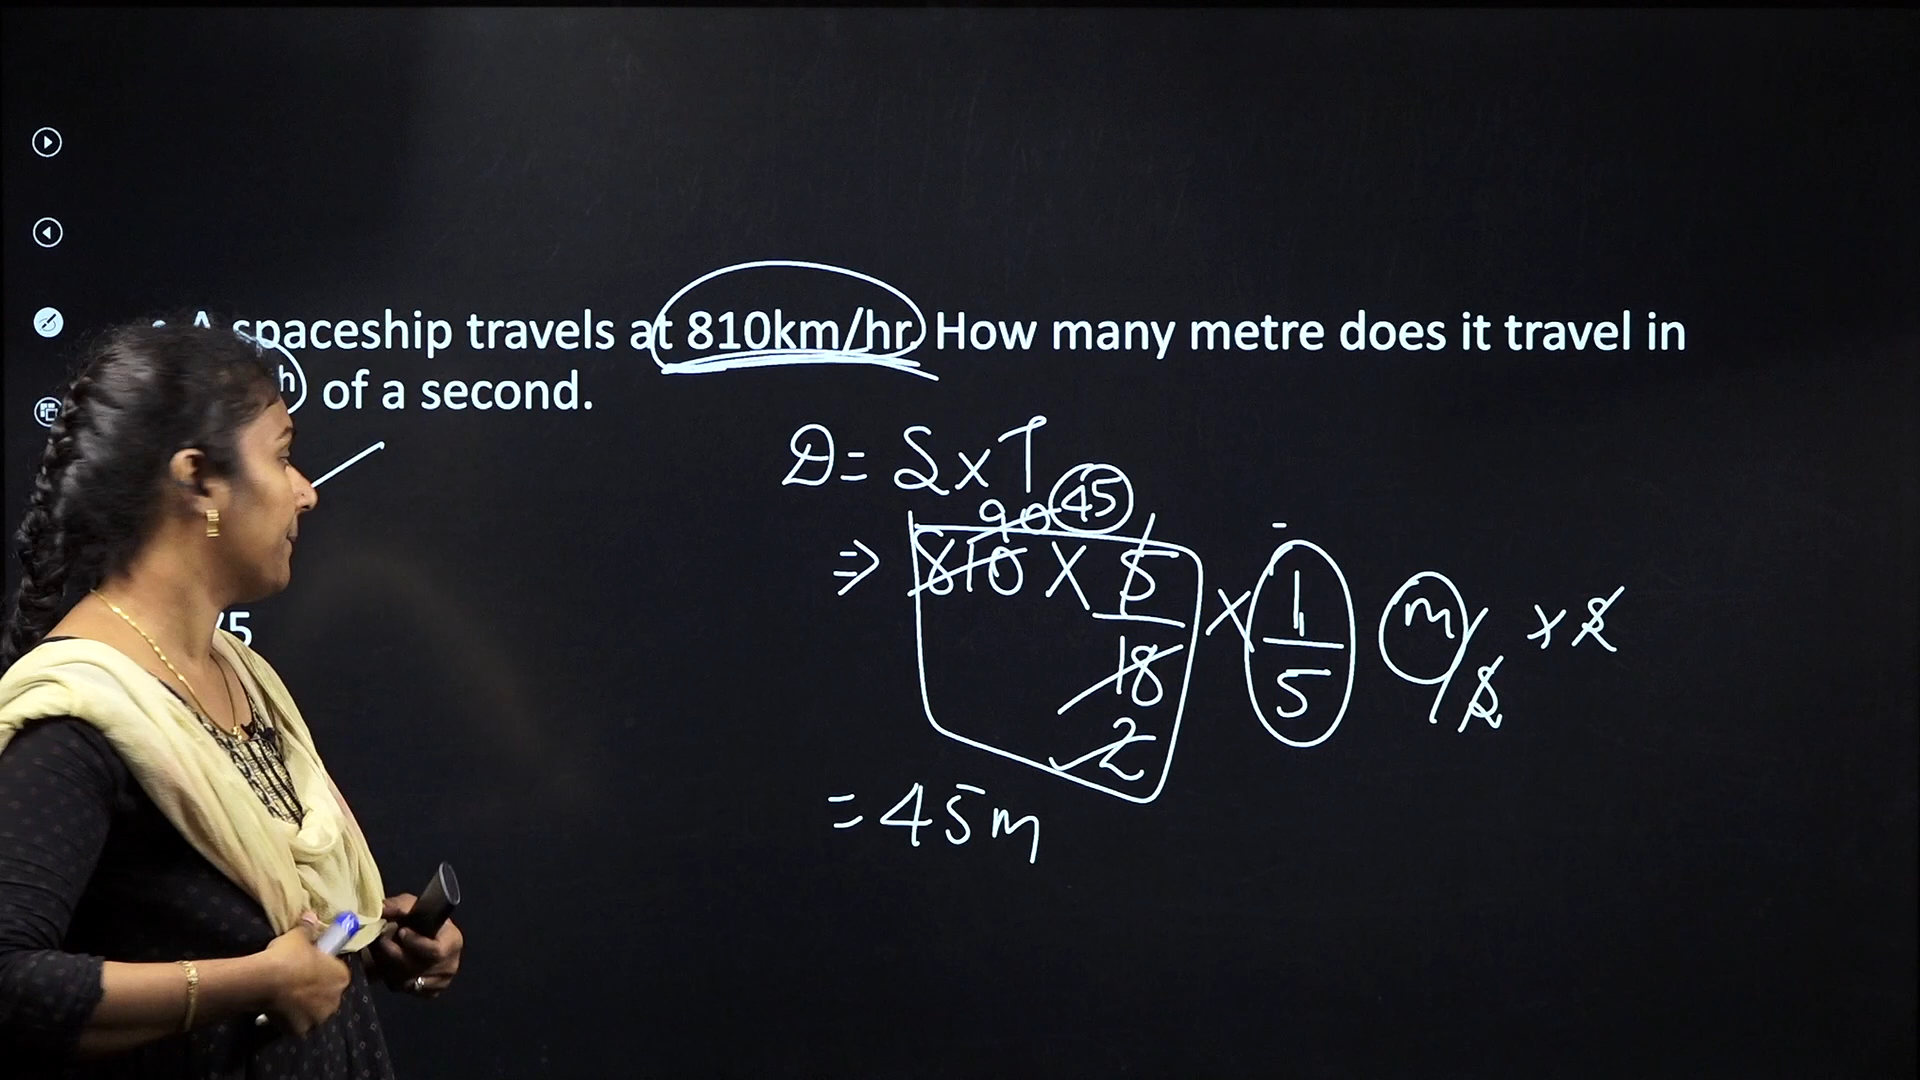 A spaceship travels at 810km/hr. How many metre does it travel in
h of a second.
D = S x T
90 45
⇒ 810 x 5 x 1 m/s x s
18 5
2
= 45m
/5